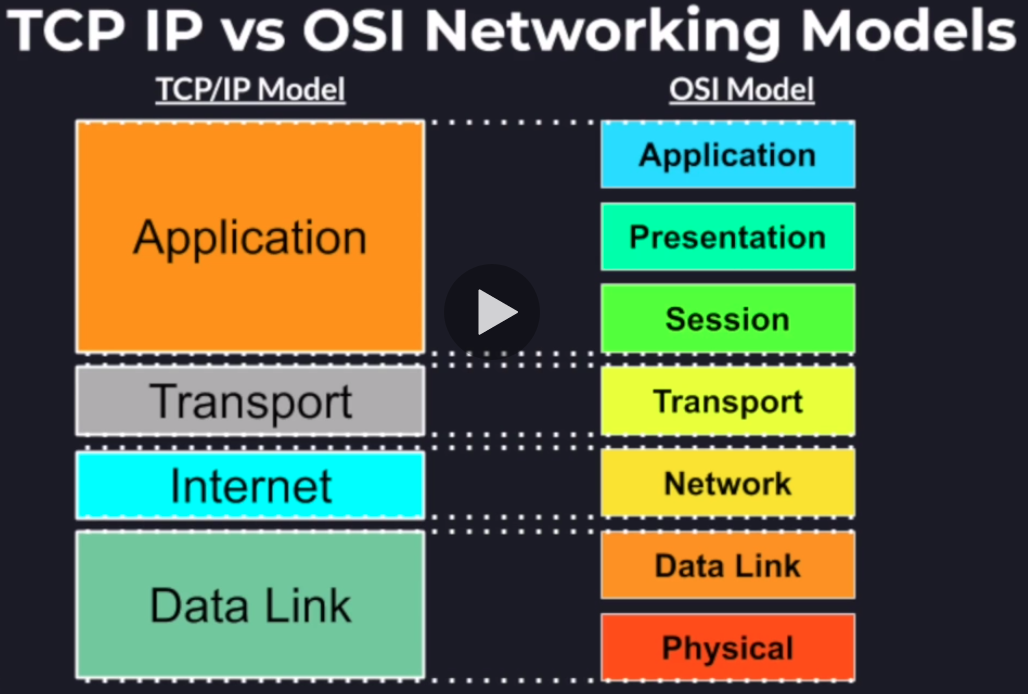 TCP IP vs OSI Networking Models
TCP/IP Model
OSI Model
Application
Transport
Internet
Data Link
Application
Presentation
Session
Transport
Network
Data Link
Physical